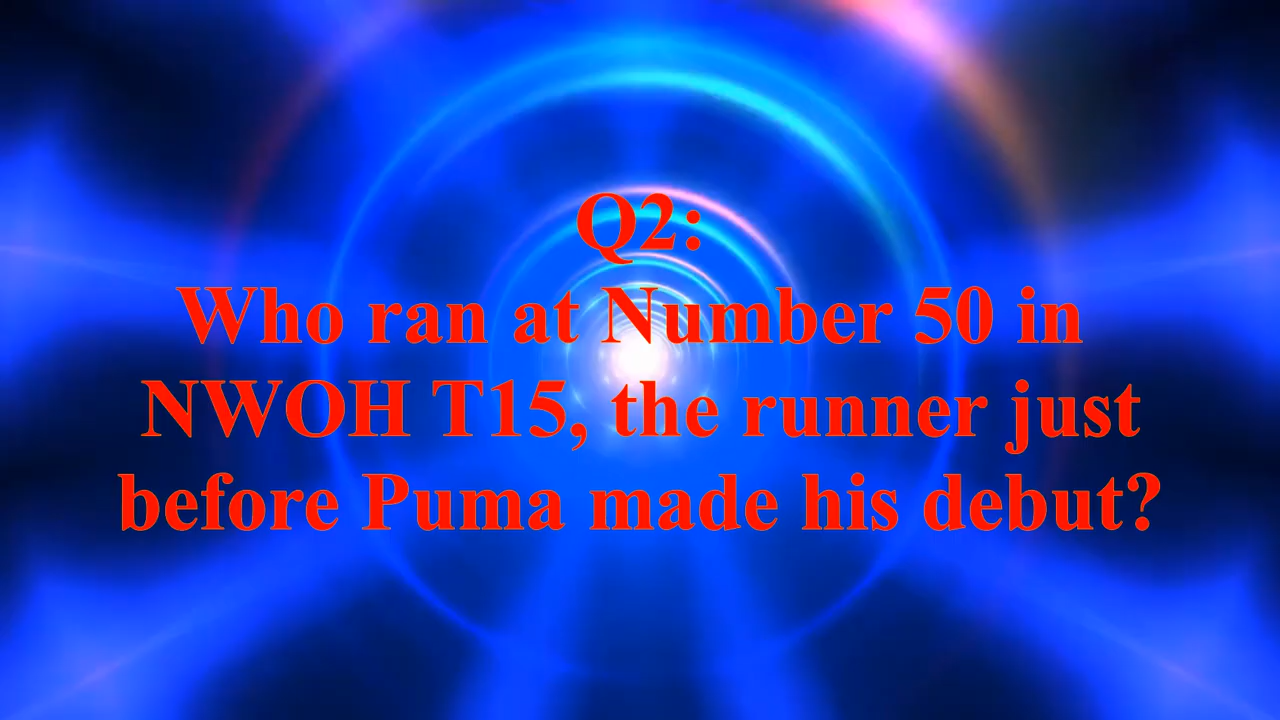 Q2:
Who ran at Number 50 in
NWOH T15, the runner just
before Puma made his debut?